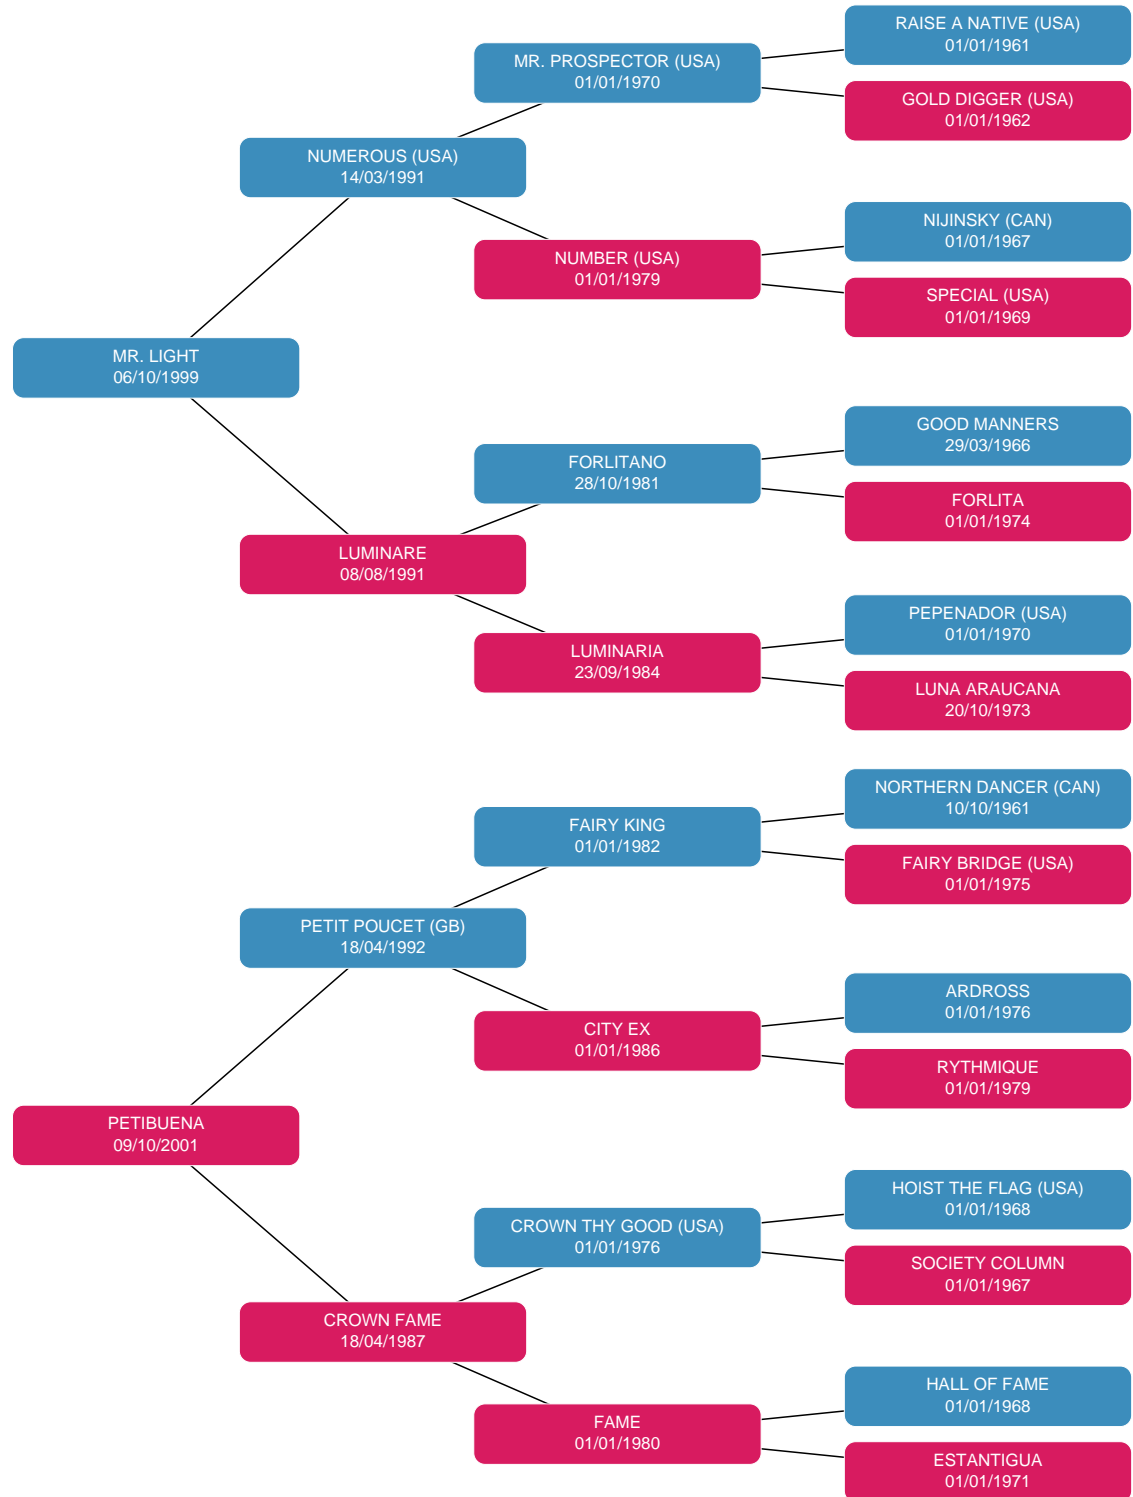 RAISE A NATIVE (USA)
01/01/1961
MR. PROSPECTOR (USA)
01/01/1970
GOLD DIGGER (USA)
01/01/1962
NUMEROUS (USA)
14/03/1991
NIJINSKY (CAN)
01/01/1967
NUMBER (USA)
01/01/1979
SPECIAL (USA)
01/01/1969
MR. LIGHT
06/10/1999
GOOD MANNERS
29/03/1966
FORLITANO
28/10/1981
FORLITA
01/01/1974
LUMINARE
08/08/1991
PEPENADOR (USA)
01/01/1970
LUMINARIA
23/09/1984
LUNA ARAUCANA
20/10/1973
NORTHERN DANCER (CAN)
10/10/1961
FAIRY KING
01/01/1982
FAIRY BRIDGE (USA)
01/01/1975
PETIT POUCET (GB)
18/04/1992
ARDROSS
01/01/1976
CITY EX
01/01/1986
RYTHMIQUE
01/01/1979
PETIBUENA
09/10/2001
HOIST THE FLAG (USA)
01/01/1968
CROWN THY GOOD (USA)
01/01/1976
SOCIETY COLUMN
01/01/1967
CROWN FAME
18/04/1987
HALL OF FAME
01/01/1968
FAME
01/01/1980
ESTANTIGUA
01/01/1971